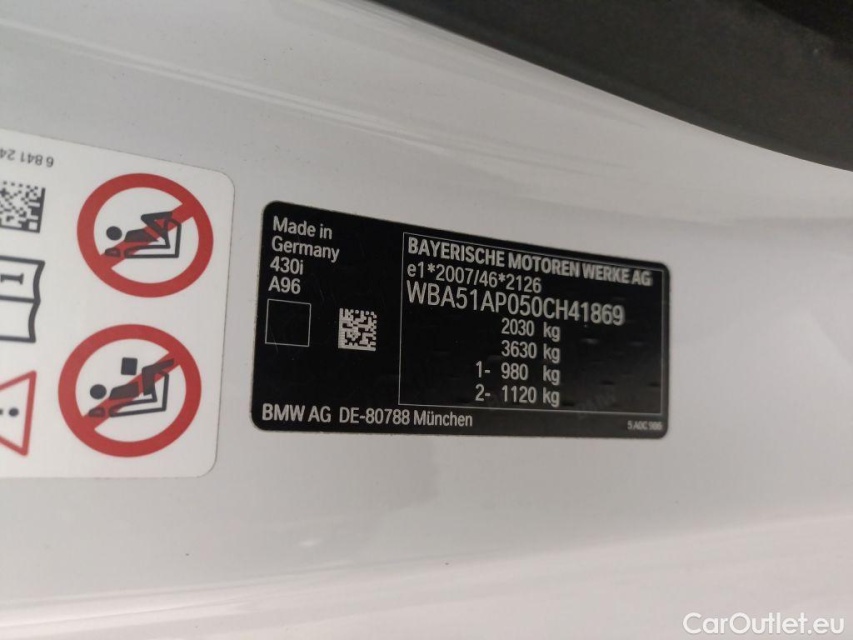 6 841 24
Made in
Germany
430i
A96
BAYERISCHE MOTOREN WERKE AG
e1*2007/46*2126
WBA51AP050CH41869
2030 kg
3630 kg
1- 980 kg
2- 1120 kg
BMW AG DE-80788 München
CarOutlet.eu